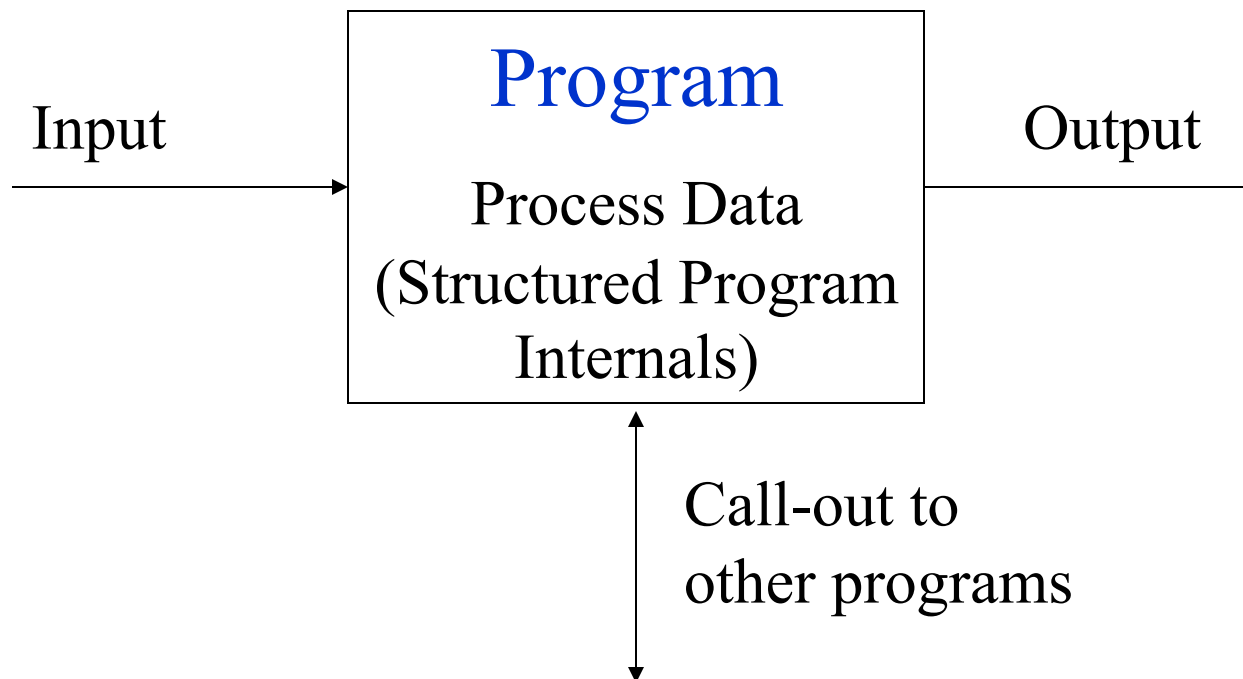 Program
Input
Output
Process Data
(Structured Program
Internals)
Call-out to
other programs